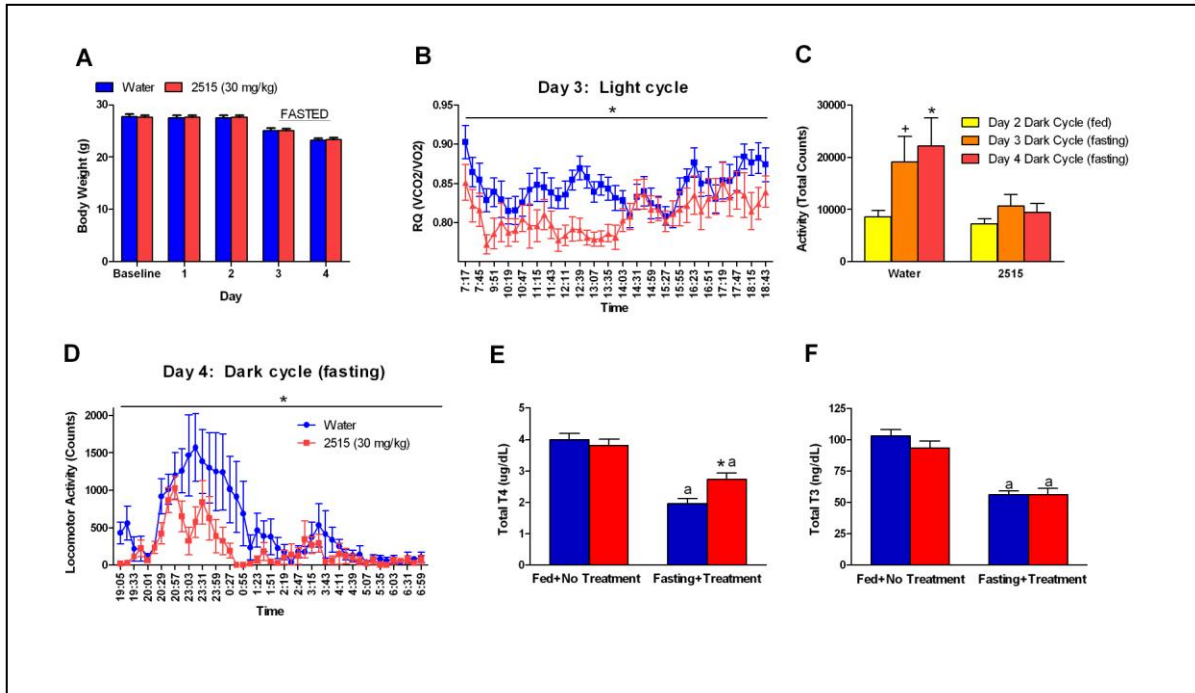 A
Water 2515 (30 mg/kg)
FASTED
Body Weight (g)
30
20
10
0
Baseline 1 2 3 4
Day
B
Day 3: Light cycle
*
RQ (VCO2/VO2)
0.95
0.90
0.85
0.80
7:17 7:45 9:51 10:19 10:47 11:15 11:43 12:11 12:39 13:07 13:35 14:03 14:31 14:59 15:27 15:55 16:23 16:51 17:19 17:47 18:15 18:43
Time
C
Activity (Total Counts)
30000
20000
10000
0
+
*
Day 2 Dark Cycle (fed)
Day 3 Dark Cycle (fasting)
Day 4 Dark Cycle (fasting)
Water 2515
D
Day 4: Dark cycle (fasting)
*
Locomotor Activity (Counts)
2000
1500
1000
500
0
Water
2515 (30 mg/kg)
19:05 19:33 20:01 20:29 20:57 23:03 23:31 23:59 0:27 0:55 1:23 1:51 2:19 2:47 3:15 3:43 4:11 4:39 5:07 5:35 6:03 6:31 6:59
Time
E
Total T4 (ug/dL)
5
4
3
2
1
0
a
*a
Fed+No Treatment Fasting+Treatment
F
Total T3 (ng/dL)
125
100
75
50
25
0
a a
Fed+No Treatment Fasting+Treatment